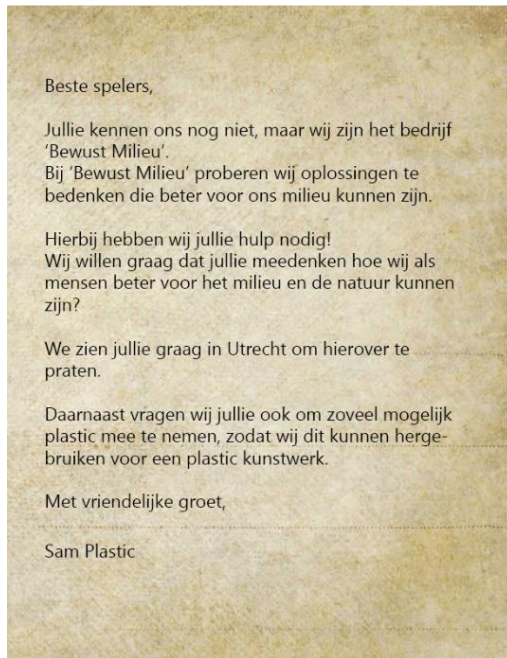 Beste spelers,
Jullie kennen ons nog niet, maar wij zijn het bedrijf
‘Bewust Milieu’.
Bij ‘Bewust Milieu’ proberen wij oplossingen te
bedenken die beter voor ons milieu kunnen zijn.
Hierbij hebben wij jullie hulp nodig!
Wij willen graag dat jullie meedenken hoe wij als
mensen beter voor het milieu en de natuur kunnen
zijn?
We zien jullie graag in Utrecht om hierover te
praten.
Daarnaast vragen wij jullie ook om zoveel mogelijk
plastic mee te nemen, zodat wij dit kunnen herge-
bruiken voor een plastic kunstwerk.
Met vriendelijke groet,
Sam Plastic